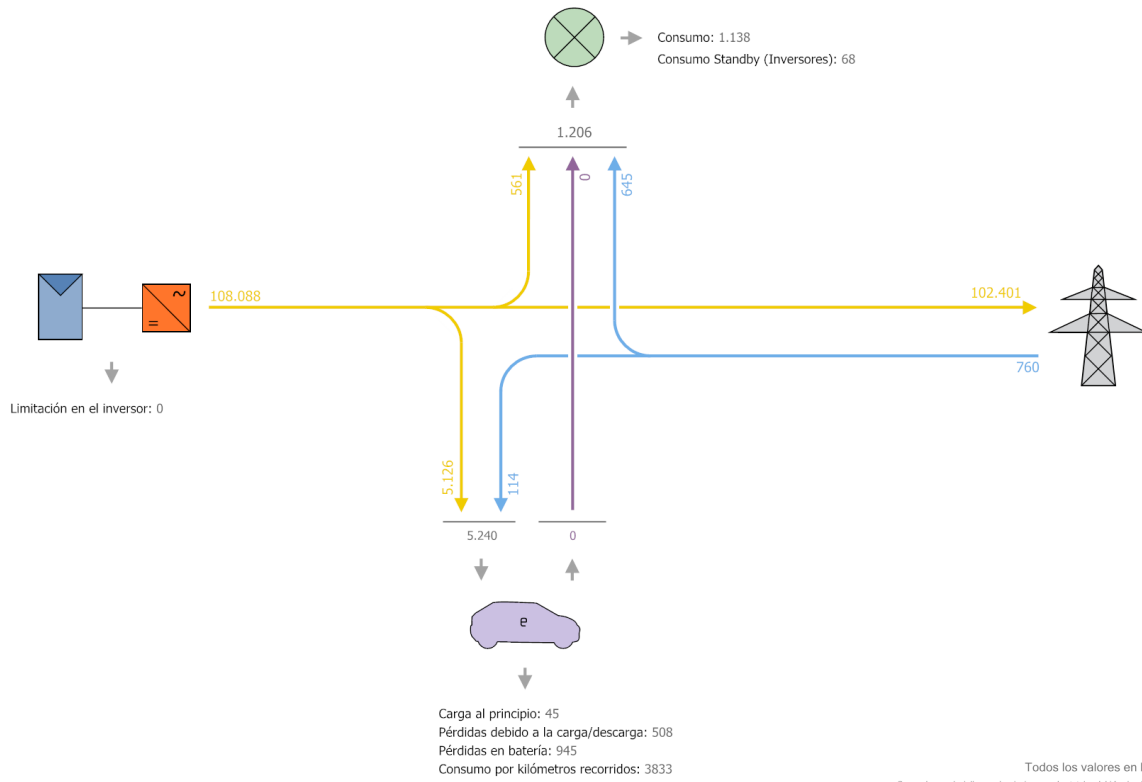 Consumo: 1.138
Consumo Standby (Inversores): 68
1.206
561
0
645
108.088
102.401
760
Limitación en el inversor: 0
5.126
114
5.240
0
e
Carga al principio: 45
Pérdidas debido a la carga/descarga: 508
Pérdidas en batería: 945
Consumo por kilómetros recorridos: 3833
Todos los valores en